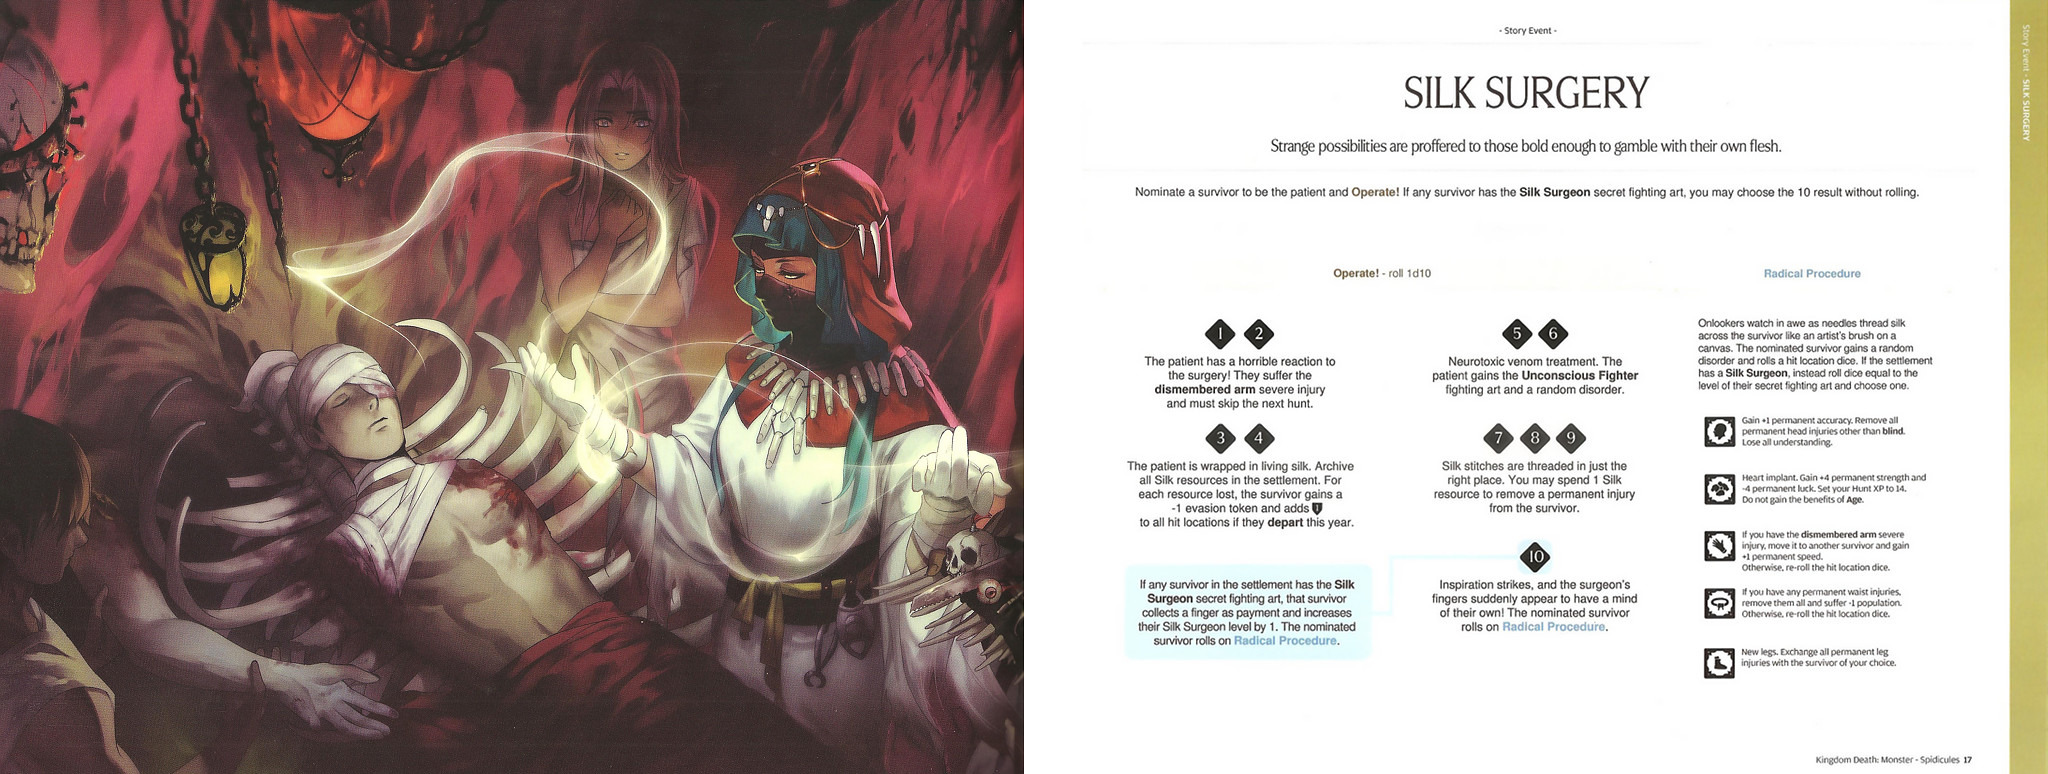 - Story Event -
SILK SURGERY
Strange possibilities are proffered to those bold enough to gamble with their own flesh.
Nominate a survivor to be the patient and Operate! If any survivor has the Silk Surgeon secret fighting art, you may choose the 10 result without rolling.
Operate! - roll 1d10
1 2
The patient has a horrible reaction to
the surgery! They suffer the
dismembered arm severe injury
and must skip the next hunt.
3 4
The patient is wrapped in living silk. Archive
all Silk resources in the settlement. For
each resource lost, the survivor gains a
-1 evasion token and adds 1
to all hit locations if they depart this year.
If any survivor in the settlement has the Silk
Surgeon secret fighting art, that survivor
collects a finger as payment and increases
their Silk Surgeon level by 1. The nominated
survivor rolls on Radical Procedure.
5 6
Neurotoxic venom treatment. The
patient gains the Unconscious Fighter
fighting art and a random disorder.
7 8 9
Silk stitches are threaded in just the
right place. You may spend 1 Silk
resource to remove a permanent injury
from the survivor.
10
Inspiration strikes, and the surgeon's
fingers suddenly appear to have a mind
of their own! The nominated survivor
rolls on Radical Procedure.
Radical Procedure
Onlookers watch in awe as needles thread silk
across the survivor like an artist's brush on a
canvas. The nominated survivor gains a random
disorder and rolls a hit location dice. If the settlement
has a Silk Surgeon, instead roll dice equal to the
level of their secret fighting art and choose one.
Gain +1 permanent accuracy. Remove all
permanent head injuries other than blind.
Lose all understanding.
Heart implant. Gain +4 permanent strength and
-4 permanent luck. Set your Hunt XP to 14.
Do not gain the benefits of Age.
If you have the dismembered arm severe
injury, move it to another survivor and gain
+1 permanent speed.
Otherwise, re-roll the hit location dice.
If you have any permanent waist injuries,
remove them all and suffer -1 population.
Otherwise, re-roll the hit location dice.
New legs. Exchange all permanent leg
injuries with the survivor of your choice.
Story Event - SILK SURGERY
Kingdom Death: Monster - Spidicules 17